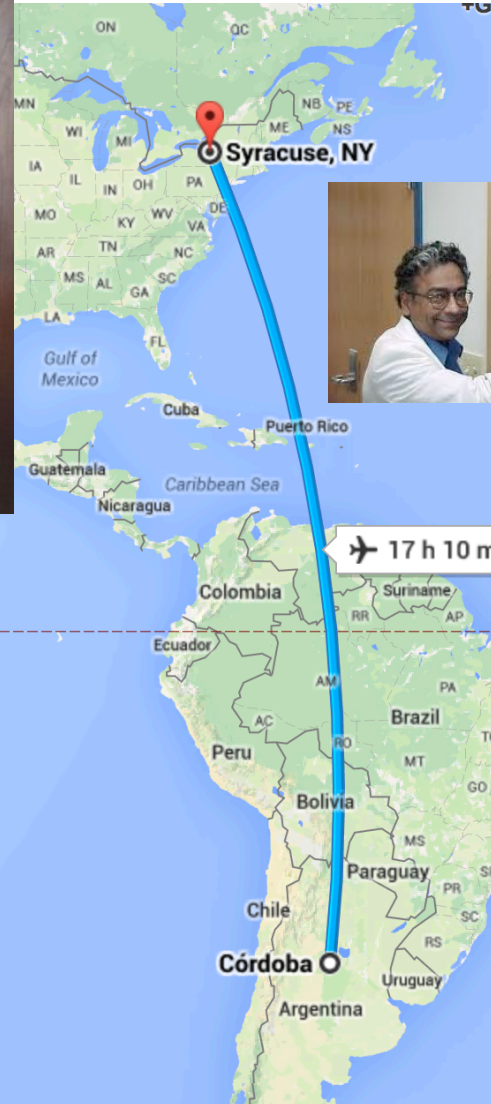 +G
ON
QC
MN
NB
PE
ME
NS
WI
MI
Syracuse, NY
IA
IL
IN
OH
PA
MO
KY
WV
DE
VA
TN
NC
AR
MS
AL
SC
GA
LA
FL
Gulf of
Mexico
Cuba
Puerto Rico
Guatemala
Caribbean Sea
Nicaragua
17 h 10 m
Colombia
Suriname
RR
AP
Ecuador
AM
PA
Brazil
AC
RO
Peru
MT
GO
Bolivia
MS
Paraguay
PR
Chile
SC
RS
Córdoba
Uruguay
Argentina